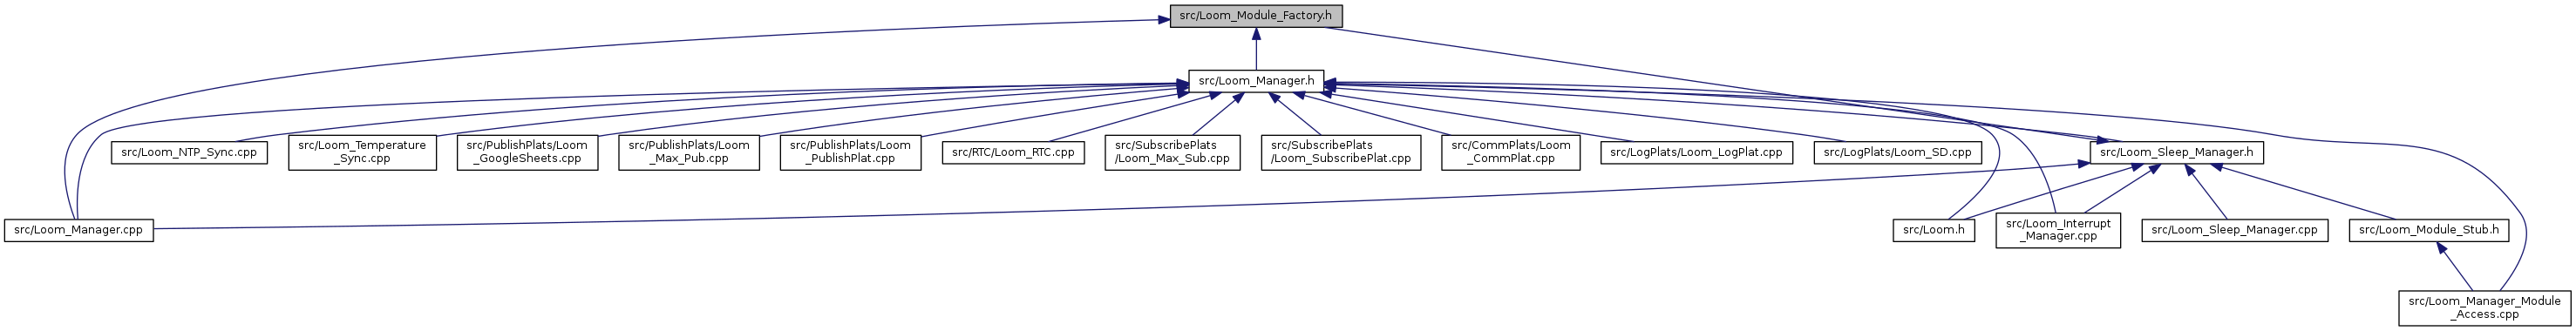 src/Loom_Module_Factory.h
src/Loom_Manager.h
src/Loom_NTP_Sync.cpp
src/Loom_Temperature
_Sync.cpp
src/PublishPlats/Loom
_GoogleSheets.cpp
src/PublishPlats/Loom
_Max_Pub.cpp
src/PublishPlats/Loom
_PublishPlat.cpp
src/RTC/Loom_RTC.cpp
src/SubscribePlats
/Loom_Max_Sub.cpp
src/SubscribePlats
/Loom_SubscribePlat.cpp
src/CommPlats/Loom
_CommPlat.cpp
src/LogPlats/Loom_LogPlat.cpp
src/LogPlats/Loom_SD.cpp
src/Loom_Sleep_Manager.h
src/Loom_Manager.cpp
src/Loom.h
src/Loom_Interrupt
_Manager.cpp
src/Loom_Sleep_Manager.cpp
src/Loom_Module_Stub.h
src/Loom_Manager_Module
_Access.cpp